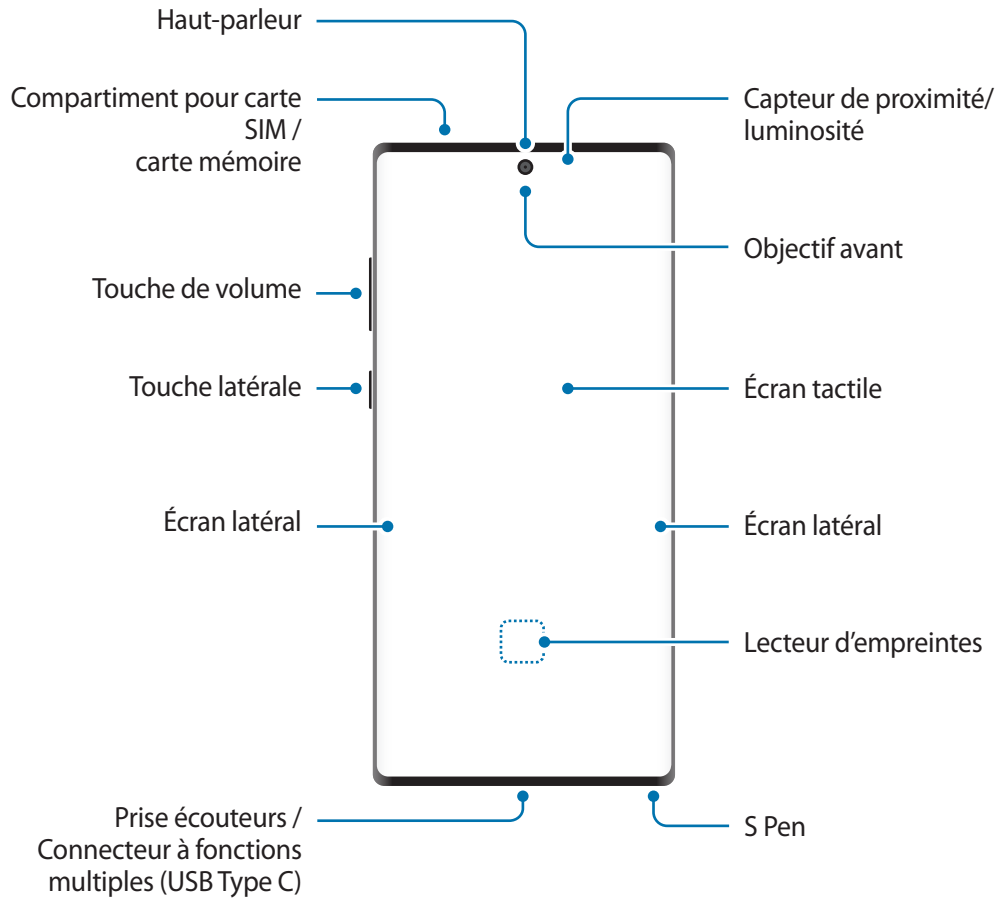 Haut-parleur
Compartiment pour carte
SIM /
carte mémoire
Touche de volume
Touche latérale
Écran latéral
Prise écouteurs /
Connecteur à fonctions
multiples (USB Type C)
Capteur de proximité/
luminosité
Objectif avant
Écran tactile
Écran latéral
Lecteur d’empreintes
S Pen